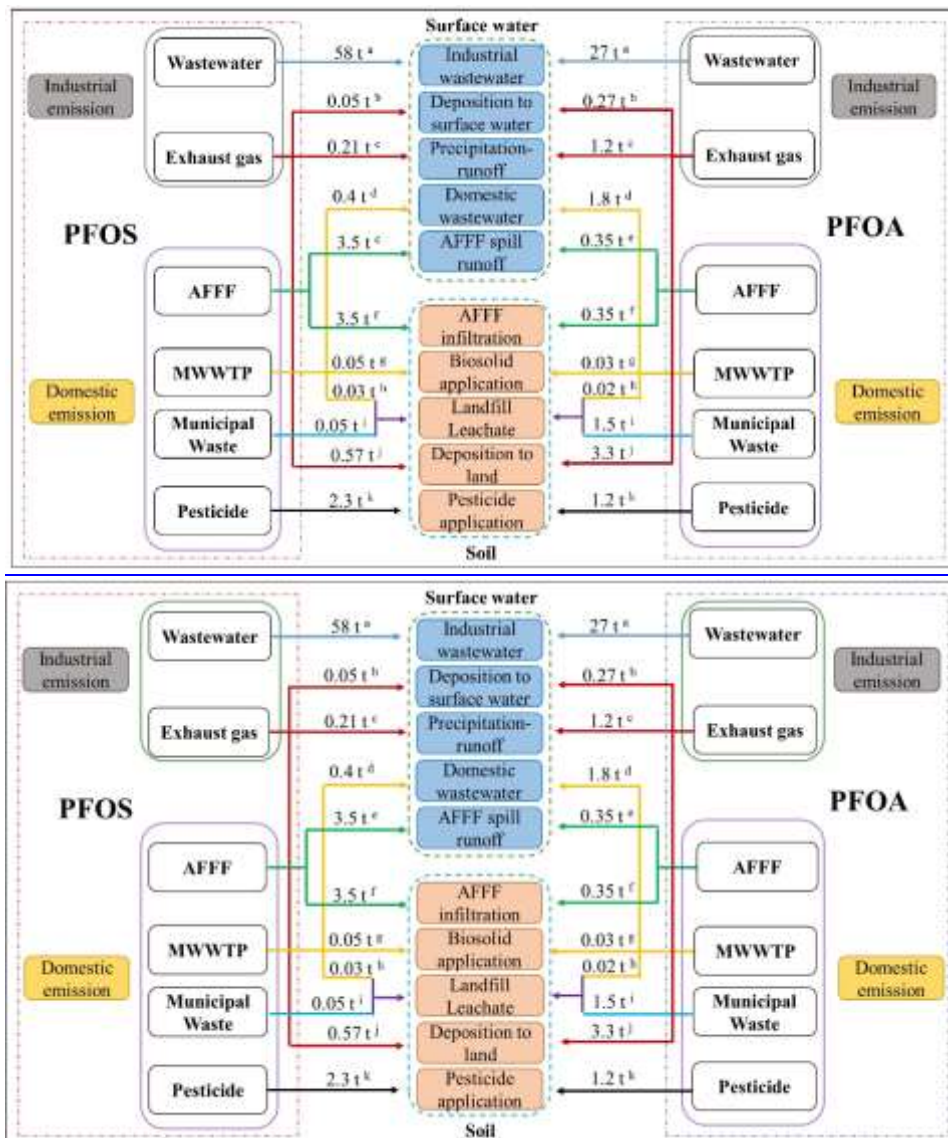 Surface water
Wastewater
58 t a
Industrial
wastewater
27 t a
Wastewater
Industrial
emission
0.05 t b
Deposition to
surface water
0.27 t b
Industrial
emission
Exhaust gas
0.21 t c
Precipitation-
runoff
1.2 t c
Exhaust gas
0.4 t d
Domestic
wastewater
1.8 t d
PFOS
3.5 t e
AFFF spill
runoff
0.35 t e
PFOA
AFFF
3.5 t f
AFFF
infiltration
0.35 t f
AFFF
MWWTP
0.05 t g
Biosolid
application
0.03 t g
MWWTP
Domestic
emission
0.03 t h
Landfill
Leachate
0.02 t h
Domestic
emission
Municipal
Waste
0.05 t i
1.5 t i
Municipal
Waste
0.57 t j
Deposition to
land
3.3 t j
Pesticide
2.3 t k
Pesticide
application
1.2 t k
Pesticide
Soil
Surface water
Wastewater
58 t a
Industrial
wastewater
27 t a
Wastewater
Industrial
emission
0.05 t b
Deposition to
surface water
0.27 t b
Industrial
emission
Exhaust gas
0.21 t c
Precipitation-
runoff
1.2 t c
Exhaust gas
0.4 t d
Domestic
wastewater
1.8 t d
PFOS
3.5 t e
AFFF spill
runoff
0.35 t e
PFOA
AFFF
3.5 t f
AFFF
infiltration
0.35 t f
AFFF
MWWTP
0.05 t g
Biosolid
application
0.03 t g
MWWTP
Domestic
emission
0.03 t h
Landfill
Leachate
0.02 t h
Domestic
emission
Municipal
Waste
0.05 t i
1.5 t i
Municipal
Waste
0.57 t j
Deposition to
land
3.3 t j
Pesticide
2.3 t k
Pesticide
application
1.2 t k
Pesticide
Soil